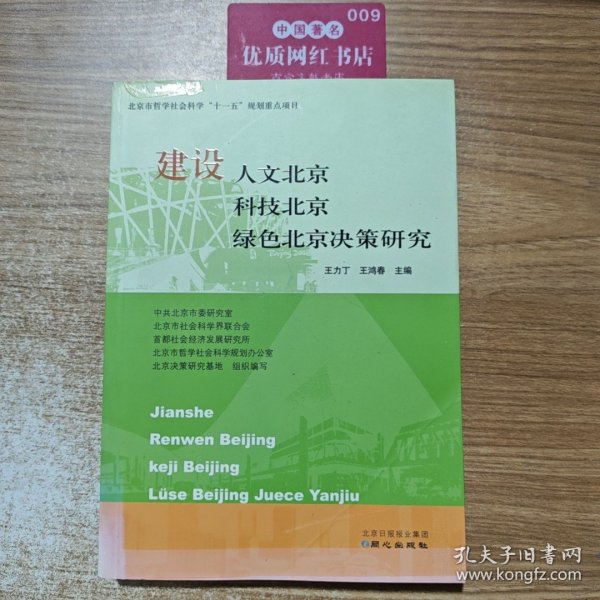 009
中国著名
优质网红书店
北京市哲学社会科学“十一五”规划重点项目
建设 人文北京
科技北京
绿色北京决策研究
王力丁 王鸿春 主编
Beijing 2008
中共北京市委研究室
北京市社会科学界联合会
首都社会经济发展研究所
北京市哲学社会科学规划办公室
北京决策研究基地 组织编写
Jianshe
Renwen Beijing
keji Beijing
Lüse Beijing Juece Yanjiu
北京日报报业集团
同心出版社
孔夫子旧书网
www.kongfz.com